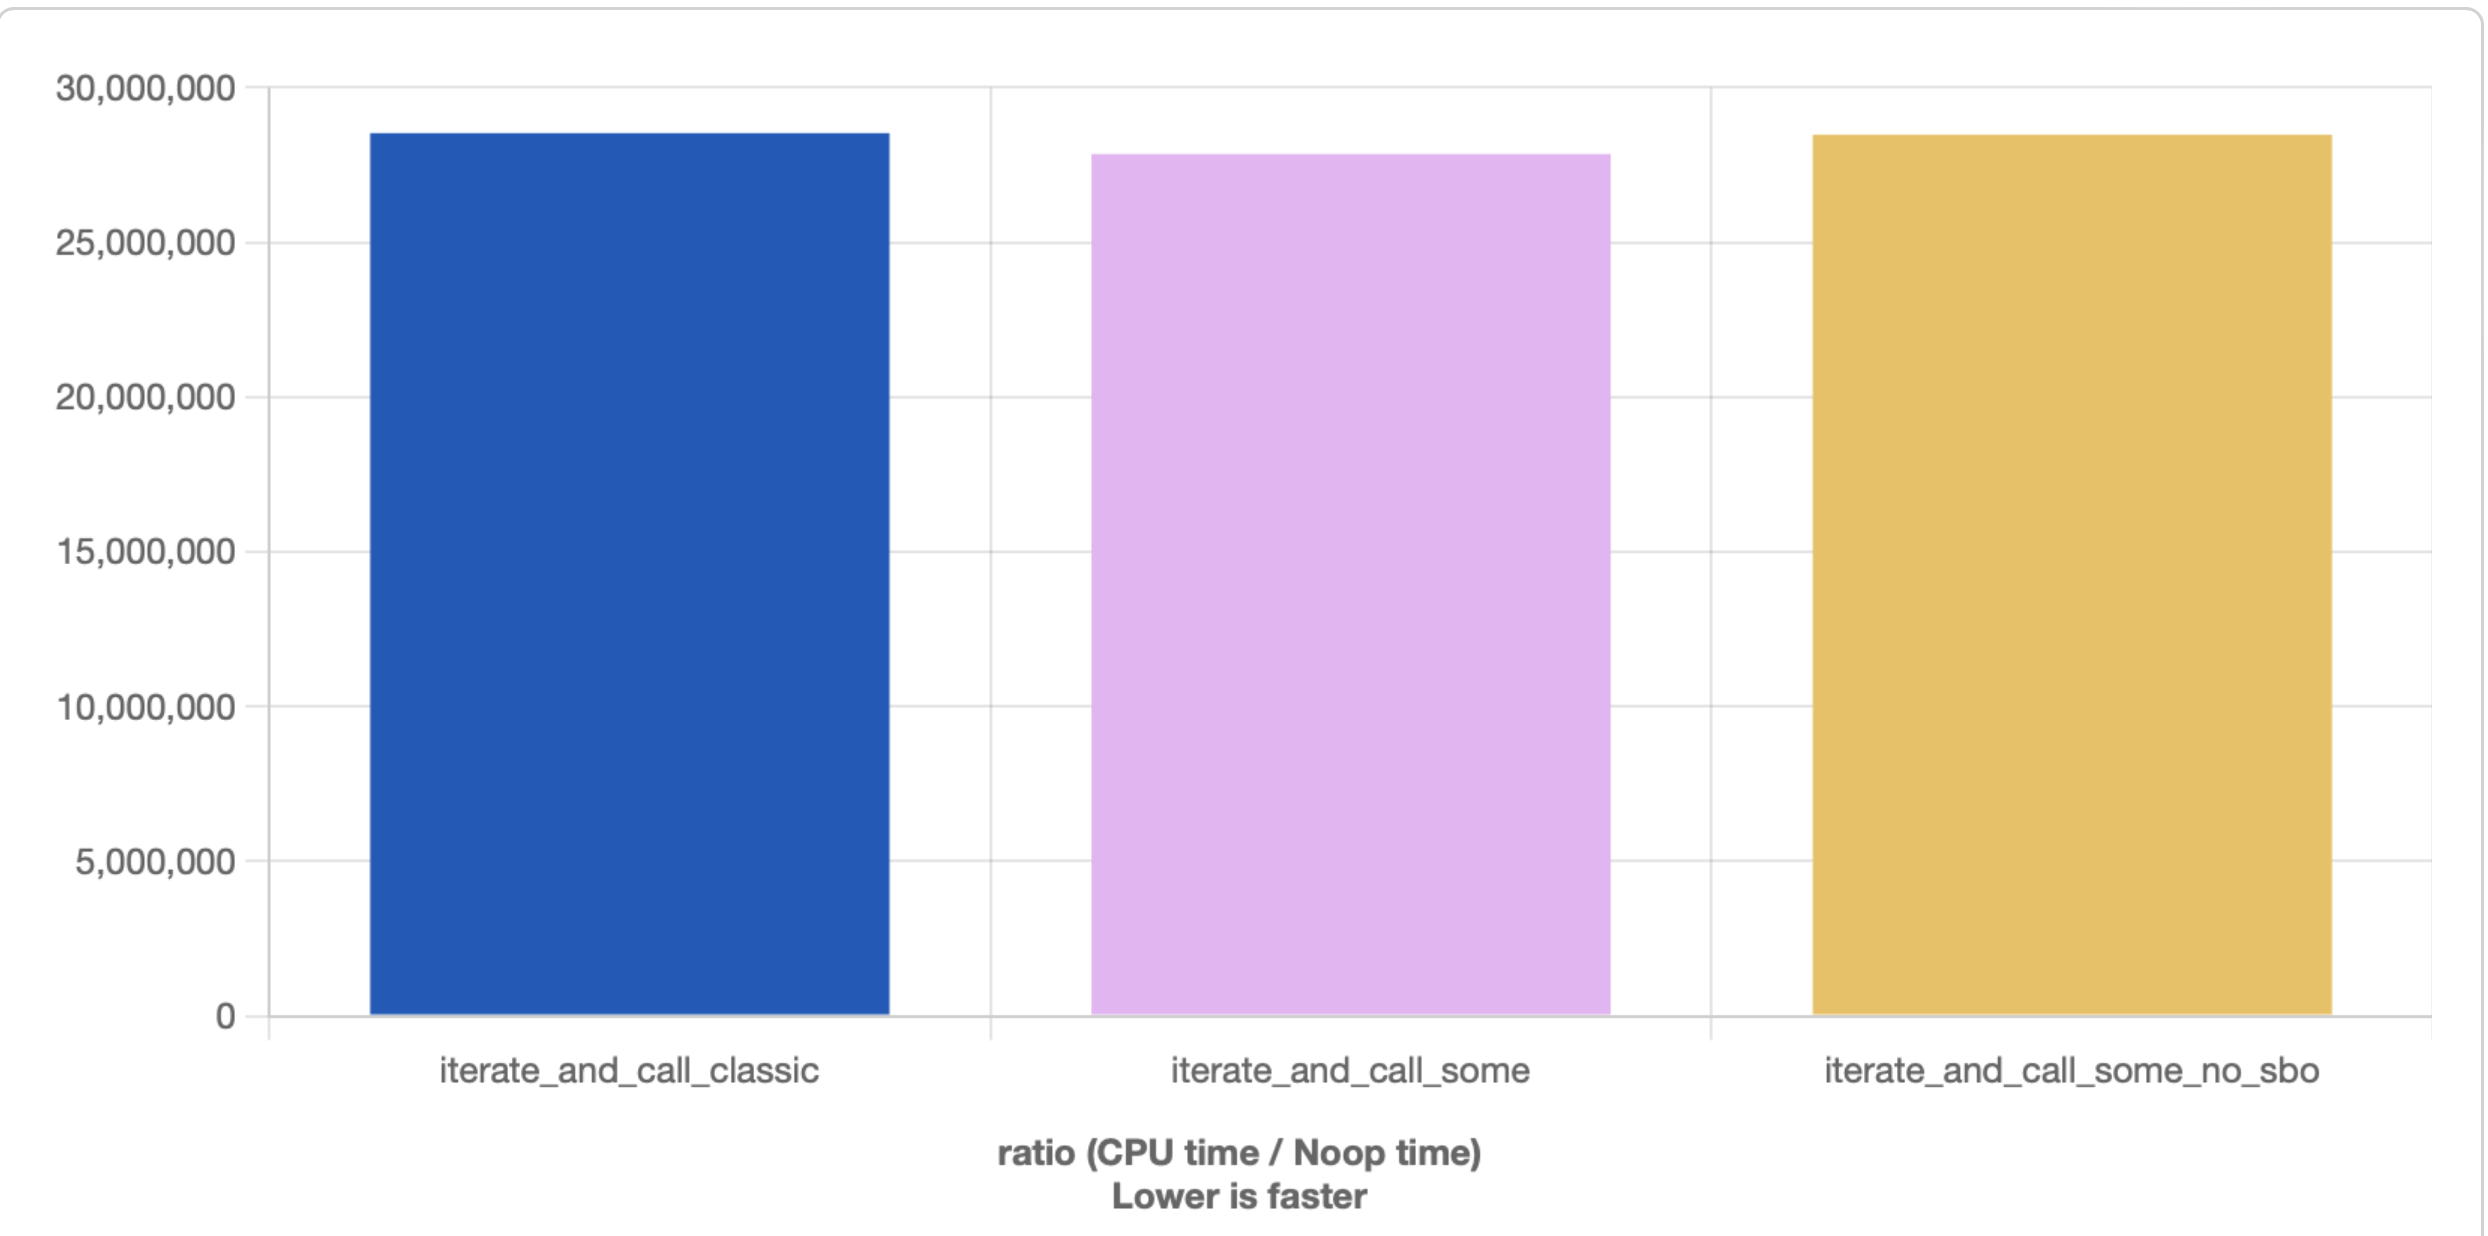 30,000,000
25,000,000
20,000,000
15,000,000
10,000,000
5,000,000
0
iterate_and_call_classic
iterate_and_call_some
iterate_and_call_some_no_sbo
ratio (CPU time / Noop time)
Lower is faster